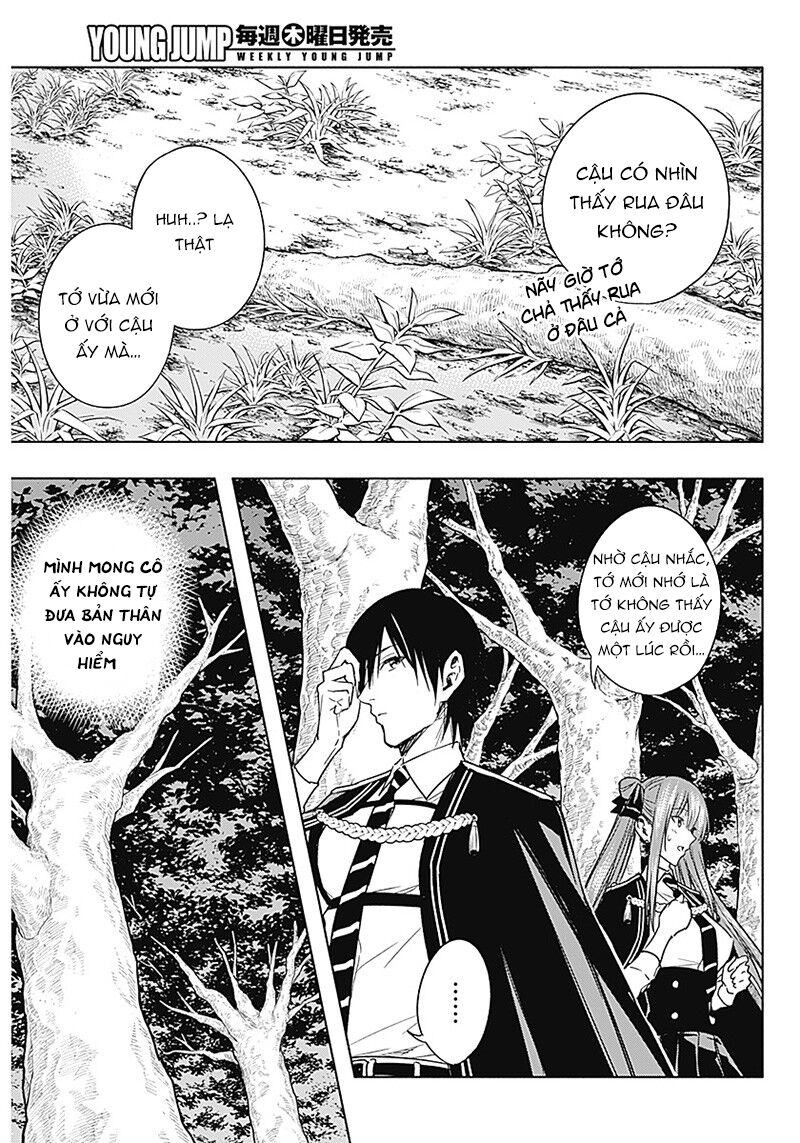 YOUNG JUMP 毎週木曜日発売
WEEKLY YOUNG JUMP
CẬU CÓ NHÌN
THẤY RUA ĐÂU
KHÔNG?
NÃY GIỜ TỚ
CHẢ THẤY RUA
Ở ĐÂU CẢ
HUH..? LẠ
THẬT
TỚ VỪA MỚI
Ở VỚI CẬU
ẤY MÀ...
NHỜ CẬU NHẮC,
TỚ MỚI NHỚ LÀ
TỚ KHÔNG THẤY
CẬU ẤY ĐƯỢC
MỘT LÚC RỒI...
......
MÌNH MONG CÔ
ẤY KHÔNG TỰ
ĐƯA BẢN THÂN
VÀO NGUY
HIỂM